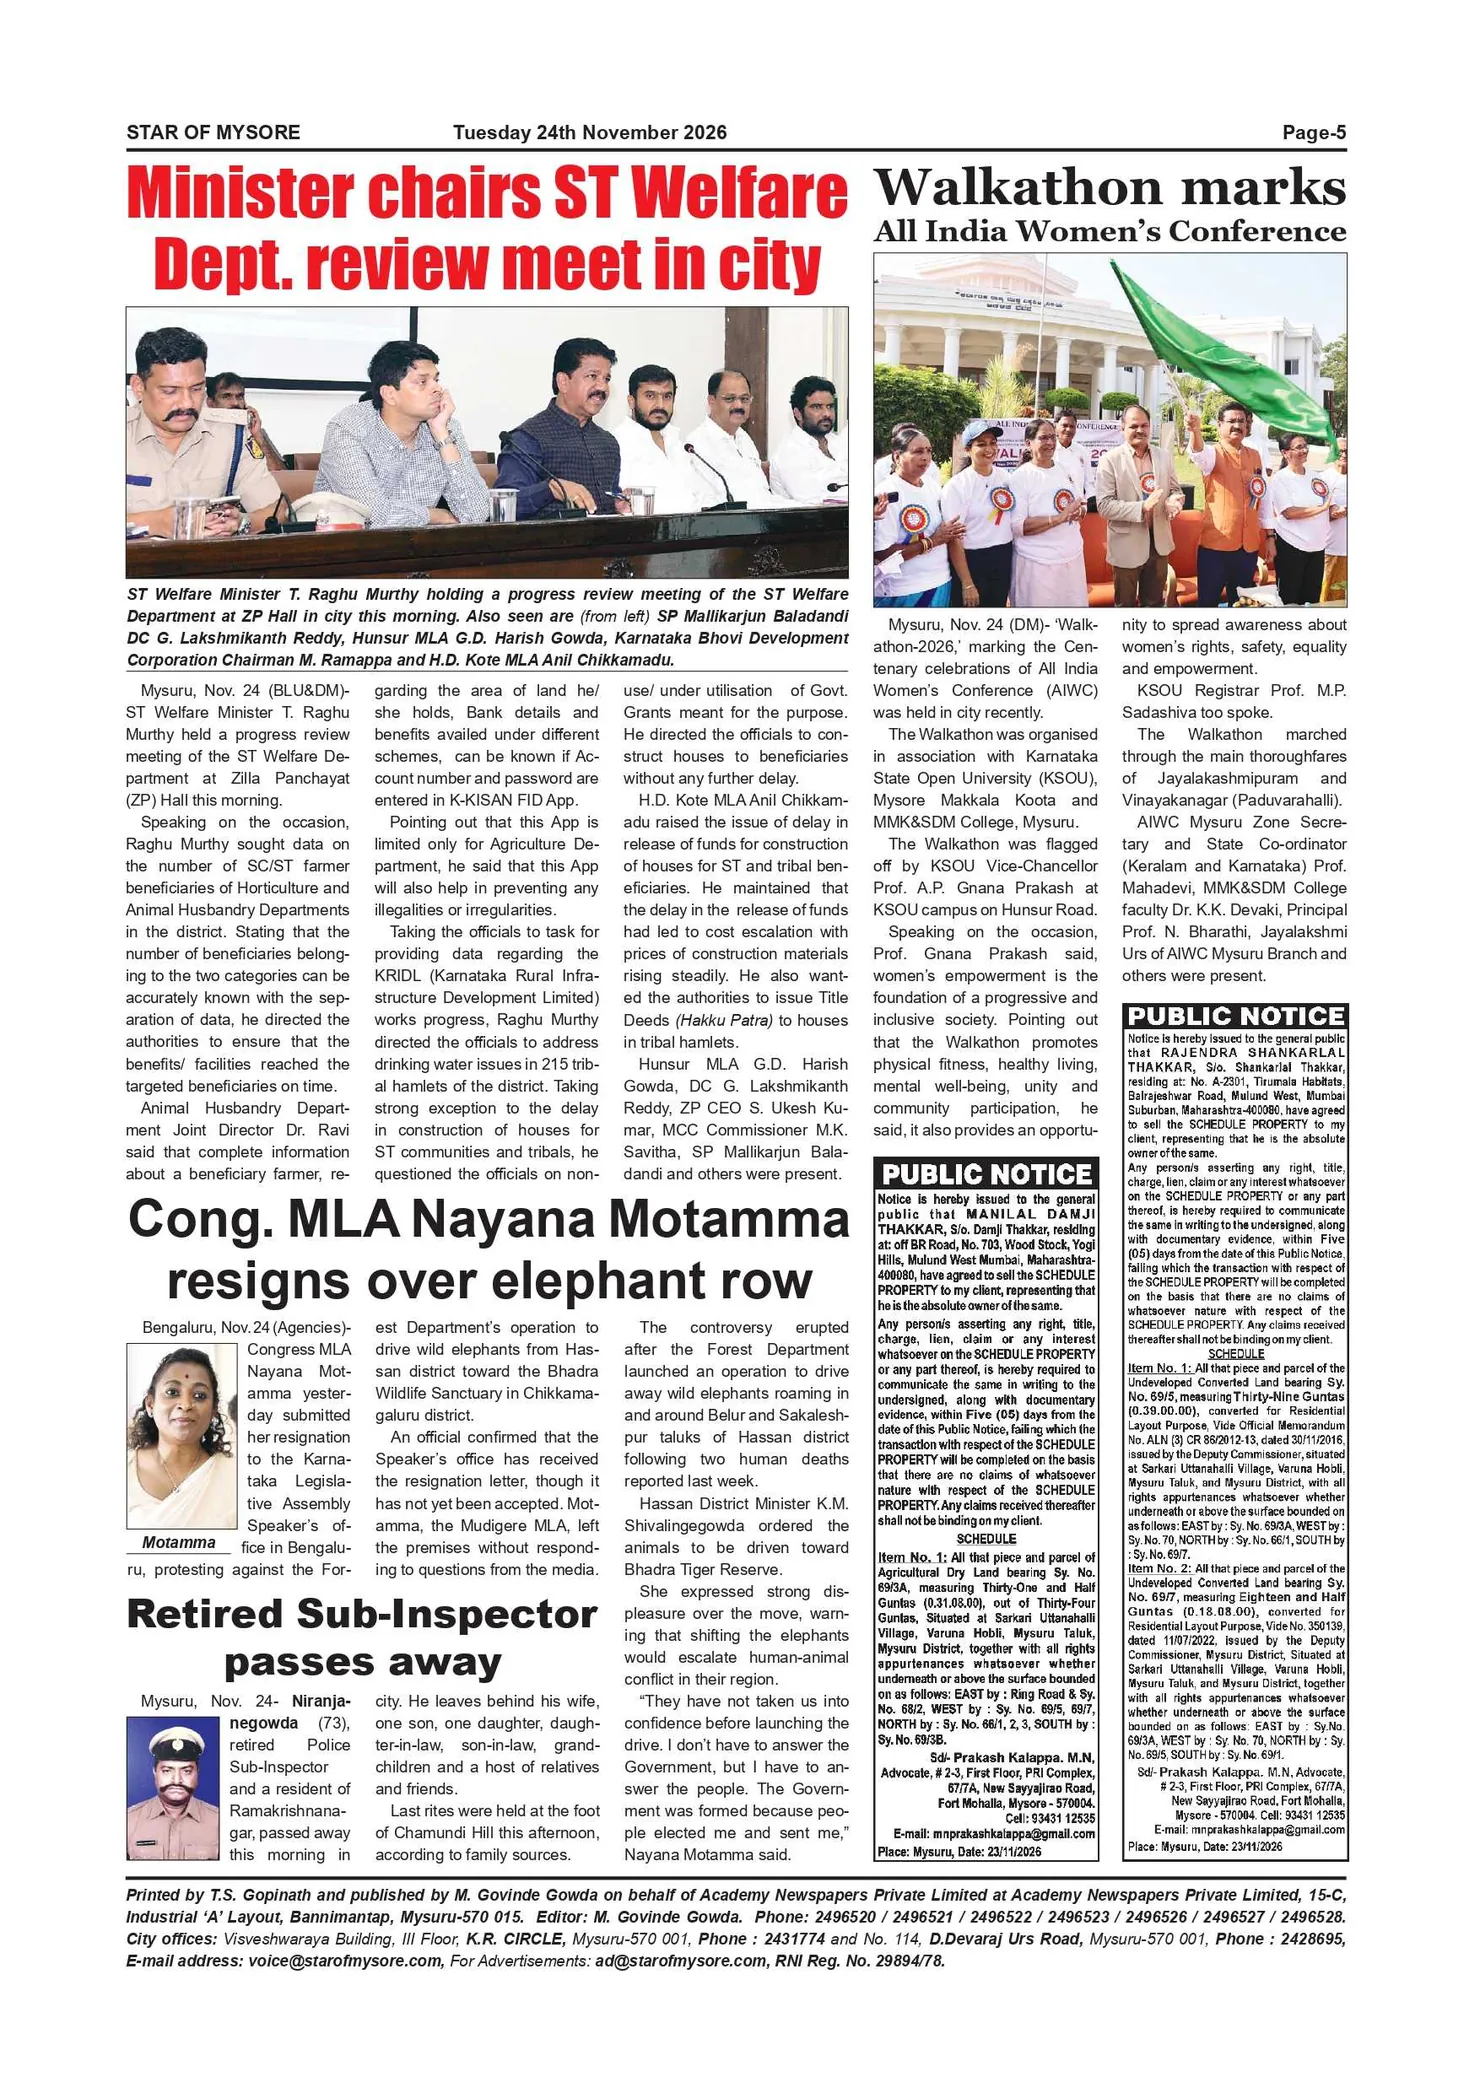 STAR OF MYSORE Tuesday 24th November 2026 Page-5
Minister chairs ST Welfare
Dept. review meet in city
ST Welfare Minister T. Raghu Murthy holding a progress review meeting of the ST Welfare
Department at ZP Hall in city this morning. Also seen are (from left) SP Mallikarjun Baladandi
DC G. Lakshmikanth Reddy, Hunsur MLA G.D. Harish Gowda, Karnataka Bhovi Development
Corporation Chairman M. Ramappa and H.D. Kote MLA Anil Chikkamadu.
Mysuru, Nov. 24 (BLU&DM)-
ST Welfare Minister T. Raghu
Murthy held a progress review
meeting of the ST Welfare De-
partment at Zilla Panchayat
(ZP) Hall this morning.
Speaking on the occasion,
Raghu Murthy sought data on
the number of SC/ST farmer
beneficiaries of Horticulture and
Animal Husbandry Departments
in the district. Stating that the
number of beneficiaries belong-
ing to the two categories can be
accurately known with the sep-
aration of data, he directed the
authorities to ensure that the
benefits/ facilities reached the
targeted beneficiaries on time.
Animal Husbandry Depart-
ment Joint Director Dr. Ravi
said that complete information
about a beneficiary farmer, re-
garding the area of land he/
she holds, Bank details and
benefits availed under different
schemes, can be known if Ac-
count number and password are
entered in K-KISAN FID App.
Pointing out that this App is
limited only for Agriculture De-
partment, he said that this App
will also help in preventing any
illegalities or irregularities.
Taking the officials to task for
providing data regarding the
KRIDL (Karnataka Rural Infra-
structure Development Limited)
works progress, Raghu Murthy
directed the officials to address
drinking water issues in 215 trib-
al hamlets of the district. Taking
strong exception to the delay
in construction of houses for
ST communities and tribals, he
questioned the officials on non-
use/ under utilisation of Govt.
Grants meant for the purpose.
He directed the officials to con-
struct houses to beneficiaries
without any further delay.
H.D. Kote MLA Anil Chikkam-
adu raised the issue of delay in
release of funds for construction
of houses for ST and tribal ben-
eficiaries. He maintained that
the delay in the release of funds
had led to cost escalation with
prices of construction materials
rising steadily. He also want-
ed the authorities to issue Title
Deeds (Hakku Patra) to houses
in tribal hamlets.
Hunsur MLA G.D. Harish
Gowda, DC G. Lakshmikanth
Reddy, ZP CEO S. Ukesh Ku-
mar, MCC Commissioner M.K.
Savitha, SP Mallikarjun Bala-
dandi and others were present.
Cong. MLA Nayana Motamma
resigns over elephant row
Bengaluru, Nov. 24 (Agencies)-
Congress MLA
Nayana Mot-
amma yester-
day submitted
her resignation
to the Karna-
taka Legisla-
tive Assembly
Speaker's of-
fice in Bengalu-
ru, protesting against the For-
Motamma
est Department's operation to
drive wild elephants from Has-
san district toward the Bhadra
Wildlife Sanctuary in Chikkama-
galuru district.
An official confirmed that the
Speaker's office has received
the resignation letter, though it
has not yet been accepted. Mot-
amma, the Mudigere MLA, left
the premises without respond-
ing to questions from the media.
The controversy erupted
after the Forest Department
launched an operation to drive
away wild elephants roaming in
and around Belur and Sakalesh-
pur taluks of Hassan district
following two human deaths
reported last week.
Hassan District Minister K.M.
Shivalingegowda ordered the
animals to be driven toward
Bhadra Tiger Reserve.
She expressed strong dis-
pleasure over the move, warn-
ing that shifting the elephants
would escalate human-animal
conflict in their region.
“They have not taken us into
confidence before launching the
drive. I don't have to answer the
Government, but I have to an-
swer the people. The Govern-
ment was formed because peo-
ple elected me and sent me,”
Nayana Motamma said.
Retired Sub-Inspector
passes away
Mysuru, Nov. 24- Niranja-
negowda (73),
retired Police
Sub-Inspector
and a resident of
Ramakrishnana-
gar, passed away
this morning in
city. He leaves behind his wife,
one son, one daughter, daugh-
ter-in-law, son-in-law, grand-
children and a host of relatives
and friends.
Last rites were held at the foot
of Chamundi Hill this afternoon,
according to family sources.
Walkathon marks
All India Women's Conference
Mysuru, Nov. 24 (DM)- ‘Walk-
athon-2026,’ marking the Cen-
tenary celebrations of All India
Women's Conference (AIWC)
was held in city recently.
The Walkathon was organised
in association with Karnataka
State Open University (KSOU),
Mysore Makkala Koota and
MMK&SDM College, Mysuru.
The Walkathon was flagged
off by KSOU Vice-Chancellor
Prof. A.P. Gnana Prakash at
KSOU campus on Hunsur Road.
Speaking on the occasion,
Prof. Gnana Prakash said,
women's empowerment is the
foundation of a progressive and
inclusive society. Pointing out
that the Walkathon promotes
physical fitness, healthy living,
mental well-being, unity and
community participation, he
said, it also provides an opportu-
nity to spread awareness about
women's rights, safety, equality
and empowerment.
KSOU Registrar Prof. M.P.
Sadashiva too spoke.
The Walkathon marched
through the main thoroughfares
of Jayalakashmipuram and
Vinayakanagar (Paduvarahalli).
AIWC Mysuru Zone Secre-
tary and State Co-ordinator
(Keralam and Karnataka) Prof.
Mahadevi, MMK&SDM College
faculty Dr. K.K. Devaki, Principal
Prof. N. Bharathi, Jayalakshmi
Urs of AIWC Mysuru Branch and
others were present.
PUBLIC NOTICE
Notice is hereby issued to the general
public that MANILAL DAMJI
THAKKAR, S/o. Damji Thakkar, residing
at: off BR Road, No. 703, Wood Stock, Yogi
Hills, Mulund West Mumbai, Maharashtra-
400080, have agreed to sell the SCHEDULE
PROPERTY to my client, representing that
he is the absolute owner of the same.
Any person/s asserting any right, title,
charge, lien, claim or any interest
whatsoever on the SCHEDULE PROPERTY
or any part thereof, is hereby required to
communicate the same in writing to the
undersigned, along with documentary
evidence, within Five (05) days from the
date of this Public Notice, failing which the
transaction with respect of the SCHEDULE
PROPERTY will be completed on the basis
that there are no claims of whatsoever
nature with respect of the SCHEDULE
PROPERTY. Any claims received thereafter
shall not be binding on my client.
SCHEDULE
Item No. 1: All that piece and parcel of
Agricultural Dry Land bearing Sy. No.
69/3A, measuring Thirty-One and Half
Guntas (0.31.08.00), out of Thirty-Four
Guntas, Situated at Sarkari Uttanahalli
Village, Varuna Hobli, Mysuru Taluk,
Mysuru District, together with all rights
appurtenances whatsoever whether
underneath or above the surface bounded
on as follows: EAST by : Ring Road & Sy.
No. 68/2, WEST by : Sy. No. 69/5, 69/7,
NORTH by : Sy. No. 66/1, 2, 3, SOUTH by :
Sy. No. 69/3B.
Sd/- Prakash Kalappa. M.N,
Advocate, # 2-3, First Floor, PRI Complex,
67/7A, New Sayyajirao Road,
Fort Mohalla, Mysore - 570004.
Cell: 93431 12535
E-mail: mnprakashkalappa@gmail.com
Place: Mysuru, Date: 23/11/2026
PUBLIC NOTICE
Notice is hereby issued to the general public
that RAJENDRA SHANKARLAL
THAKKAR, S/o. Shankarlal Thakkar,
residing at: No. A-2301, Tirumala Habitats,
Balrajeshwar Road, Mulund West, Mumbai
Suburban, Maharashtra-400080, have agreed
to sell the SCHEDULE PROPERTY to my
client, representing that he is the absolute
owner of the same.
Any person/s asserting any right, title,
charge, lien, claim or any interest whatsoever
on the SCHEDULE PROPERTY or any part
thereof, is hereby required to communicate
the same in writing to the undersigned, along
with documentary evidence, within Five
(05) days from the date of this Public Notice,
failing which the transaction with respect of
the SCHEDULE PROPERTY will be completed
on the basis that there are no claims of
whatsoever nature with respect of the
SCHEDULE PROPERTY. Any claims received
thereafter shall not be binding on my client.
SCHEDULE
Item No. 1: All that piece and parcel of the
Undeveloped Converted Land bearing Sy.
No. 69/5, measuring Thirty-Nine Guntas
(0.39.00.00), converted for Residential
Layout Purpose, Vide Official Memorandum
No. ALN (3) CR 86/2012-13, dated 30/11/2016,
issued by the Deputy Commissioner, situated
at Sarkari Uttanahalli Village, Varuna Hobli,
Mysuru Taluk, and Mysuru District, with all
rights appurtenances whatsoever whether
underneath or above the surface bounded on
as follows: EAST by : Sy. No. 69/3A, WEST by :
Sy. No. 70, NORTH by : Sy. No. 66/1, SOUTH by
: Sy. No. 69/7.
Item No. 2: All that piece and parcel of the
Undeveloped Converted Land bearing Sy.
No. 69/7, measuring Eighteen and Half
Guntas (0.18.08.00), converted for
Residential Layout Purpose, Vide No. 350139,
dated 11/07/2022, issued by the Deputy
Commissioner, Mysuru District, Situated at
Sarkari Uttanahalli Village, Varuna Hobli,
Mysuru Taluk, and Mysuru District, together
with all rights appurtenances whatsoever
whether underneath or above the surface
bounded on as follows: EAST by : Sy.No.
69/3A, WEST by : Sy. No. 70, NORTH by : Sy.
No. 69/5, SOUTH by : Sy. No. 69/1.
Sd/- Prakash Kalappa. M.N, Advocate,
# 2-3, First Floor, PRI Complex, 67/7A,
New Sayyajirao Road, Fort Mohalla,
Mysore - 570004. Cell: 93431 12535
E-mail: mnprakashkalappa@gmail.com
Place: Mysuru, Date: 23/11/2026
Printed by T.S. Gopinath and published by M. Govinde Gowda on behalf of Academy Newspapers Private Limited at Academy Newspapers Private Limited, 15-C,
Industrial ‘A’ Layout, Bannimantap, Mysuru-570 015. Editor: M. Govinde Gowda. Phone: 2496520 / 2496521 / 2496522 / 2496523 / 2496526 / 2496527 / 2496528.
City offices: Visveshwaraya Building, III Floor, K.R. CIRCLE, Mysuru-570 001, Phone : 2431774 and No. 114, D.Devaraj Urs Road, Mysuru-570 001, Phone : 2428695,
E-mail address: voice@starofmysore.com, For Advertisements: ad@starofmysore.com, RNI Reg. No. 29894/78.